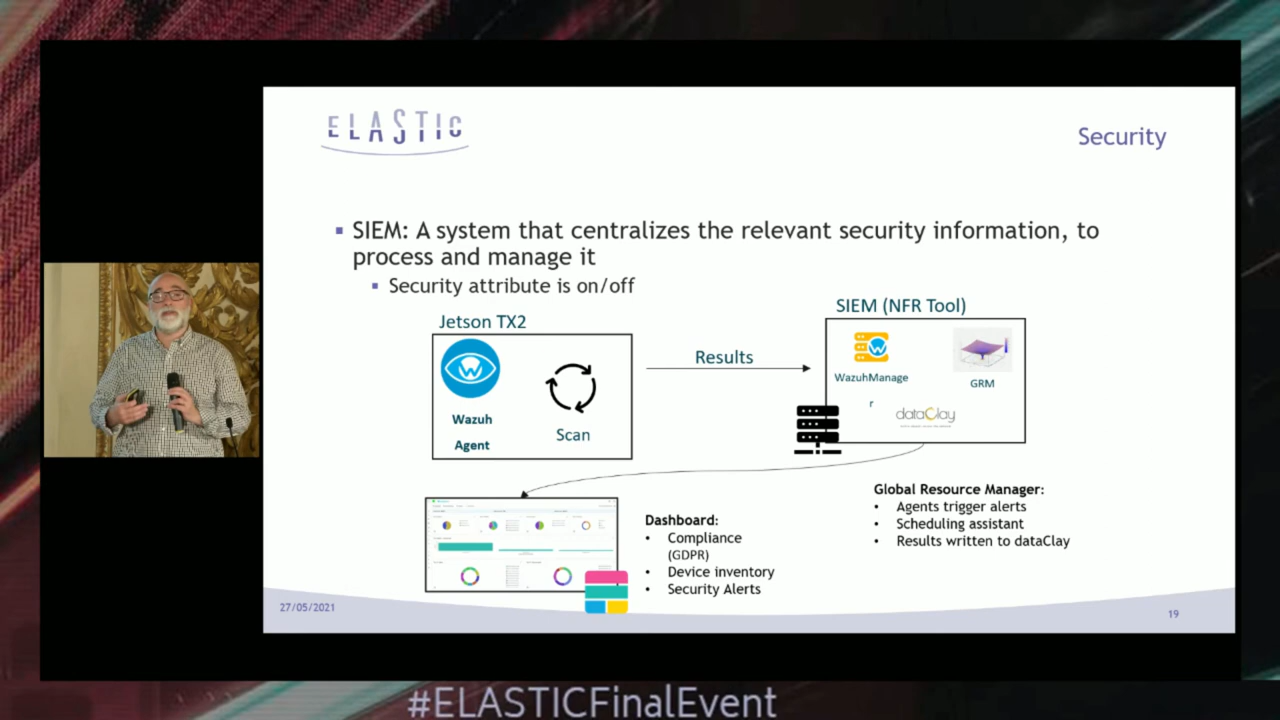 ELASTIC
Security
SIEM: A system that centralizes the relevant security information, to
process and manage it
Security attribute is on/off
Jetson TX2
Wazuh
Agent
Scan
Results
SIEM (NFR Tool)
WazuhManage
r
GRM
dataClay
Dashboard:
• Compliance
(GDPR)
• Device inventory
• Security Alerts
Global Resource Manager:
• Agents trigger alerts
• Scheduling assistant
• Results written to dataClay
27/05/2021
19
#ELASTICFinalEvent